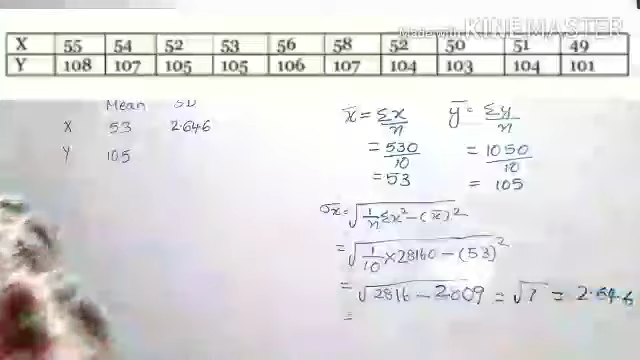 Made with KINEMASTER
X 55 54 52 53 56 58 52 50 51 49
Y 108 107 105 105 106 107 104 103 104 101
Mean SD
X 53 2.646
Y 105
x̅ = Σx/n
= 530/10
= 53
y̅ = Σy/n
= 1050/10
= 105
σx = √(1/n Σx² - (x̅)²)
= √(1/10 × 28160 - (53)²)
= √(2816 - 2809) = √7 = 2.646
=